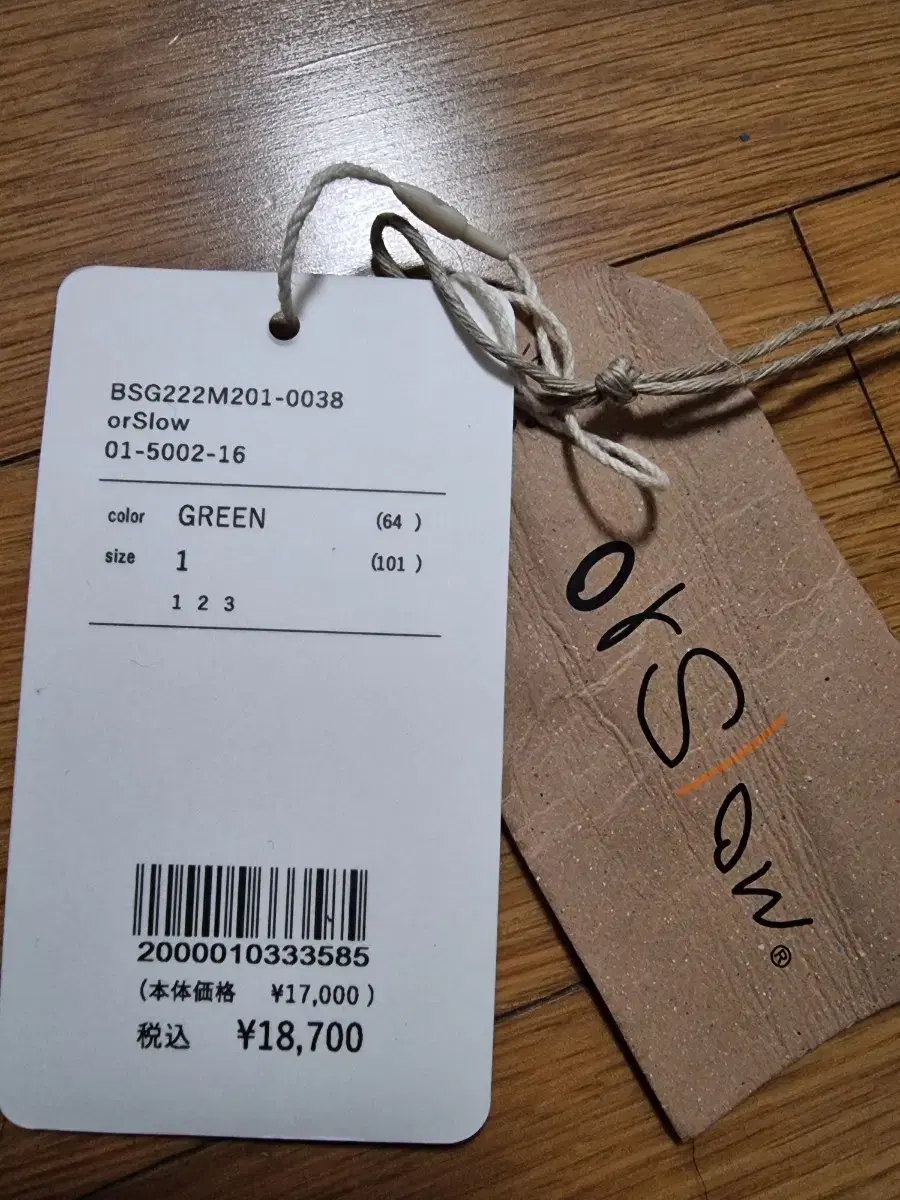 BSG222M201-0038
orSlow
01-5002-16
color GREEN (64 )
size 1 (101 )
1 2 3
2000010333585
(本体価格 ¥17,000 )
税込 ¥18,700
orSlow®